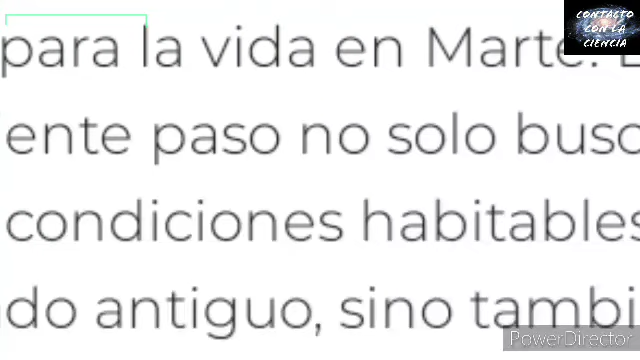 para la vida en Marte.
ente paso no solo busc
condiciones habitables
do antiguo, sino tambi
CONTACTO
CON LA
CIENCIA
PowerDirector